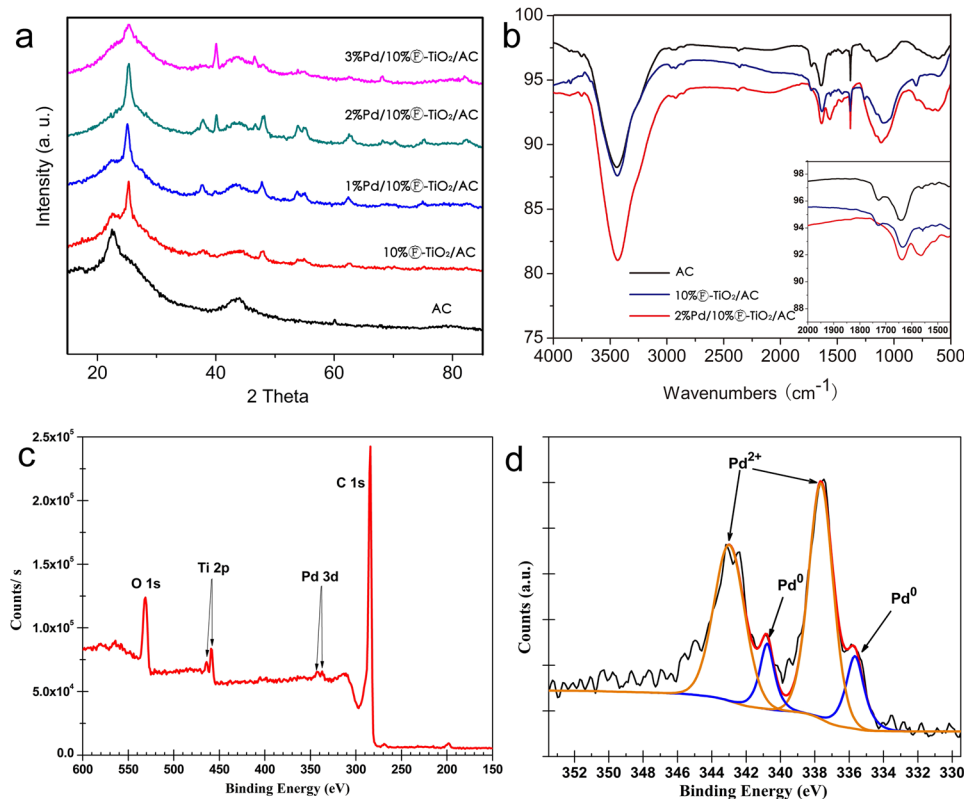 a
3%Pd/10%Ⓕ-TiO₂/AC
2%Pd/10%Ⓕ-TiO₂/AC
1%Pd/10%Ⓕ-TiO₂/AC
10%Ⓕ-TiO₂/AC
AC
Intensity (a. u.)
20 40 60 80
2 Theta
b
100
95
90
85
80
75
4000 3500 3000 2500 2000 1500 1000 500
Wavenumbers (cm⁻¹)
AC
10%Ⓕ-TiO₂/AC
2%Pd/10%Ⓕ-TiO₂/AC
98
96
94
92
90
88
2000 1900 1800 1700 1600 1500
c
2.5x10⁵
2.0x10⁵
1.5x10⁵
1.0x10⁵
5.0x10⁴
0.0
Counts/ s
C 1s
Ti 2p
Pd 3d
O 1s
600 550 500 450 400 350 300 250 200 150
Binding Energy (eV)
d
Pd²⁺
Pd⁰
Pd⁰
Counts (a.u.)
352 350 348 346 344 342 340 338 336 334 332 330
Binding Energy (eV)